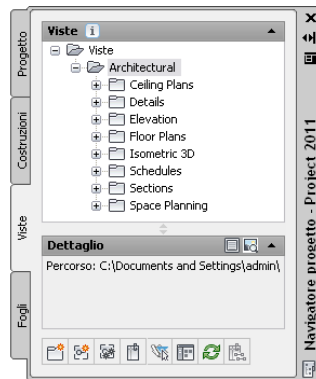 Viste
Viste
Architectural
Ceiling Plans
Details
Elevation
Floor Plans
Isometric 3D
Schedules
Sections
Space Planning
Dettaglio
Percorso: C:\Documents and Settings\admin\
Progetto
Costruzioni
Viste
Fogli
Navigatore progetto - Project 2011